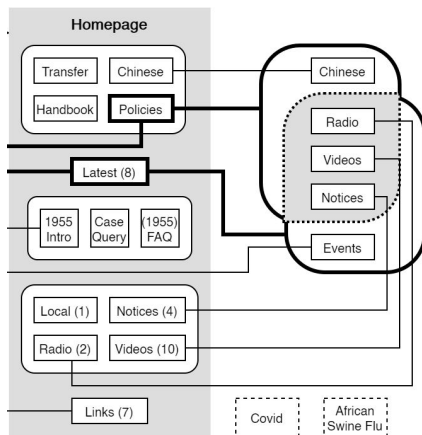 Homepage
Transfer
Chinese
Chinese
Handbook
Policies
Radio
Videos
Latest (8)
Notices
1955
Intro
Case
Query
(1955)
FAQ
Events
Local (1)
Notices (4)
Radio (2)
Videos (10)
Links (7)
Covid
African
Swine Flu